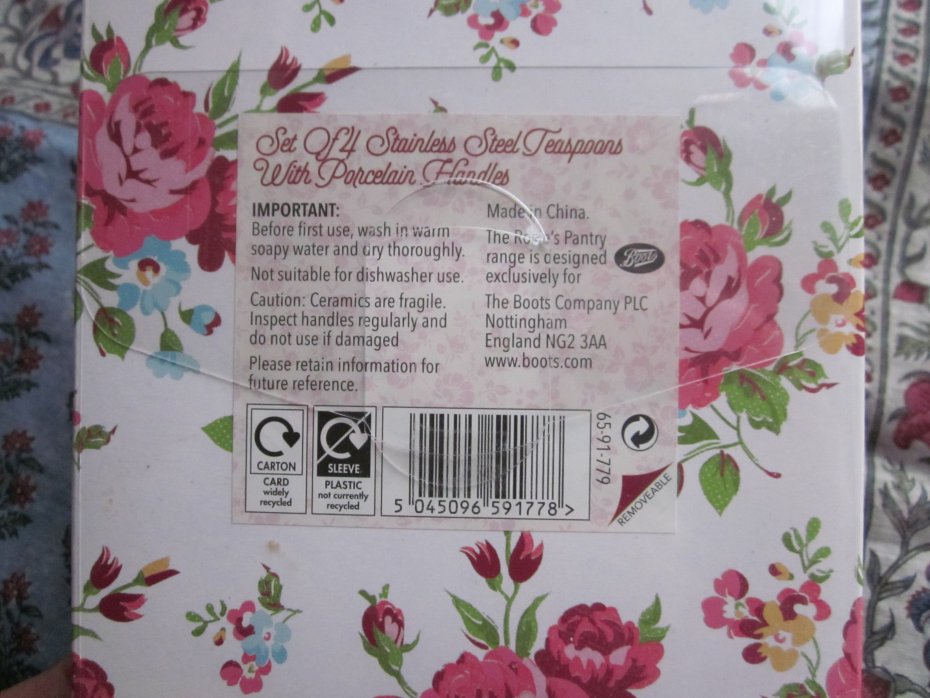 Set Of 4 Stainless Steel Teaspoons
With Porcelain Handles
IMPORTANT:
Before first use, wash in warm
soapy water and dry thoroughly.
Not suitable for dishwasher use.
Caution: Ceramics are fragile.
Inspect handles regularly and
do not use if damaged
Please retain information for
future reference.
Made in China.
The Rosie's Pantry
range is designed
exclusively for
Boots
The Boots Company PLC
Nottingham
England NG2 3AA
www.boots.com
CARTON
CARD
widely
recycled
SLEEVE
PLASTIC
not currently
recycled
5 045096 591778 >
65-91-779
REMOVEABLE